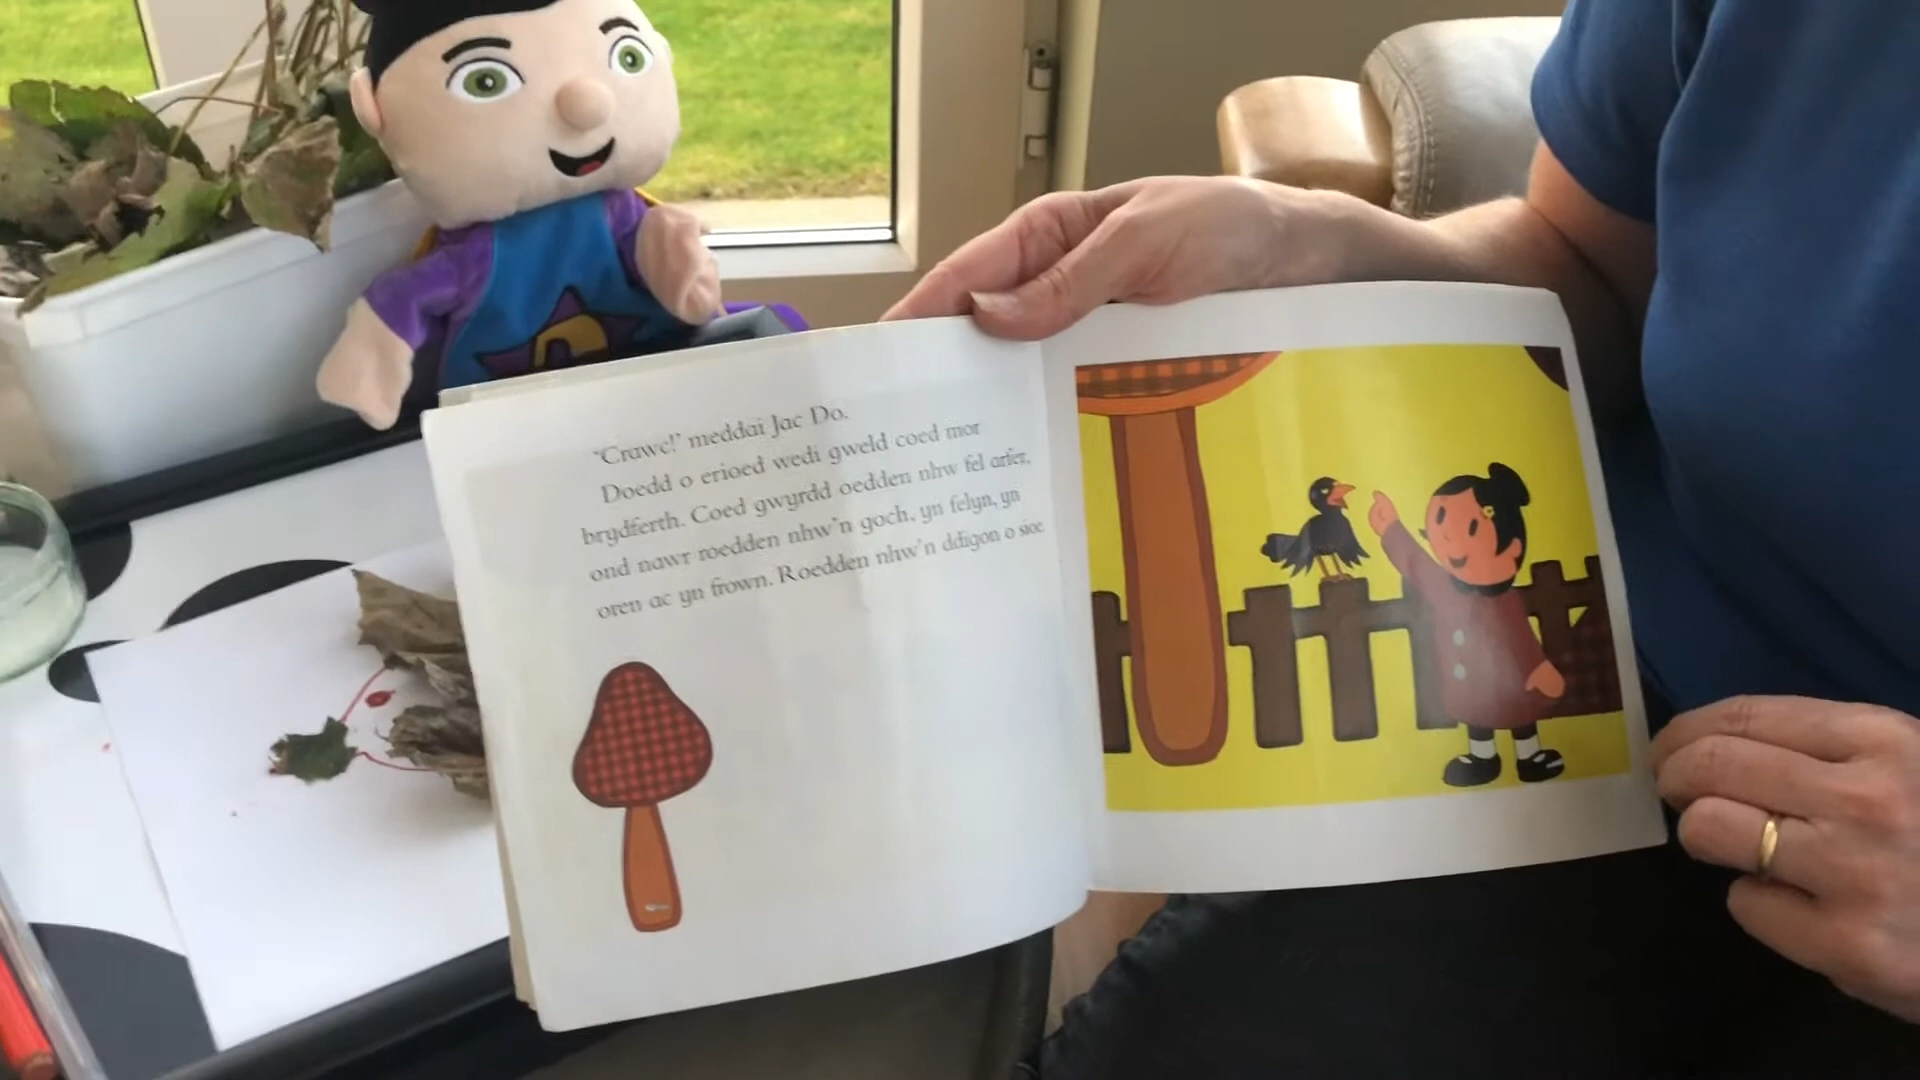 "Crawc!" meddai Jac Do.
Doedd o erioed wedi gweld coed mor
brydferth. Coed gwyrdd oedden nhw fel arfer,
ond nawr roedden nhw'n goch, yn felyn, yn
oren ac yn frown. Roedden nhw'n ddigon o sioe.